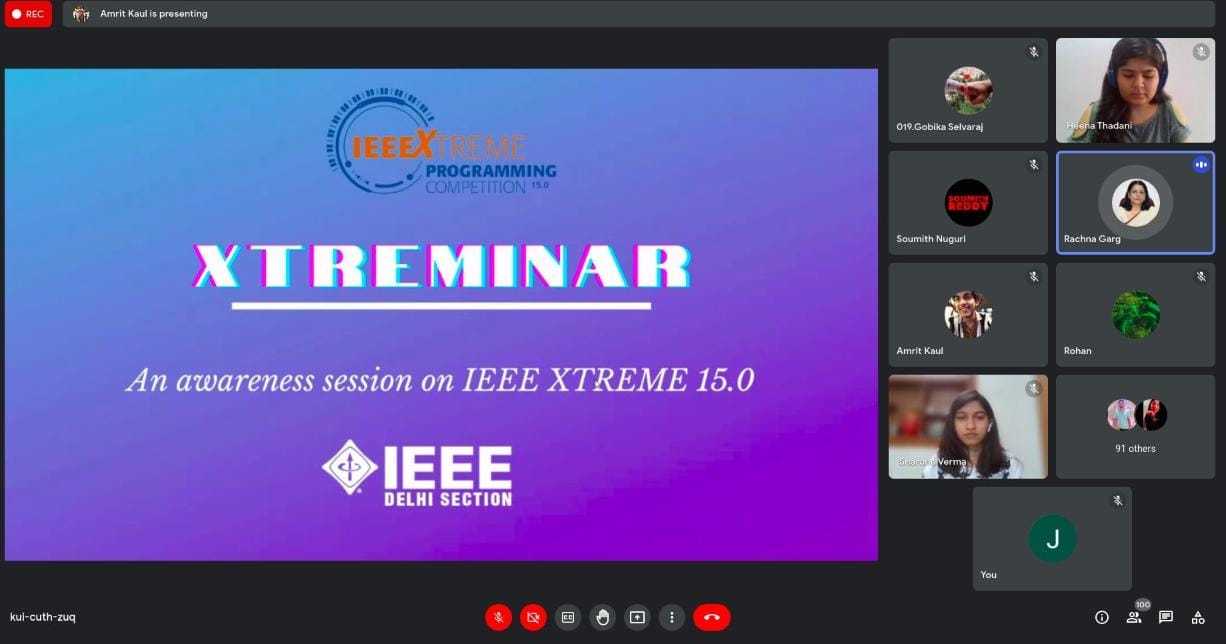 REC
Amrit Kaul is presenting
IEEEXTREME
PROGRAMMING
COMPETITION 15.0
XTREMINAR
An awareness session on IEEE XTREME 15.0
IEEE
DELHI SECTION
019.Gobika Selvaraj
Heena Thadani
SOUMITH
REDDY
Soumith Nuguri
Rachna Garg
Amrit Kaul
Rohan
Sharone Verma
91 others
J
You
kui-cuth-zuq
CC
100